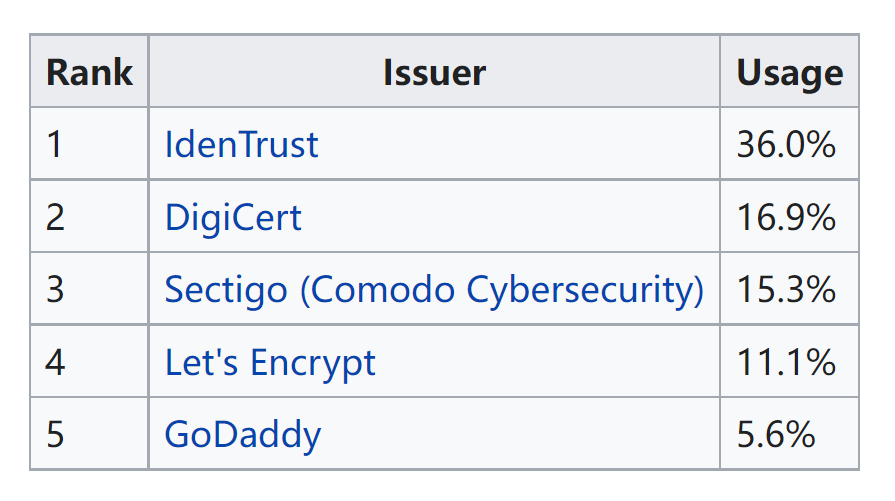 Rank Issuer Usage
1 IdenTrust 36.0%
2 DigiCert 16.9%
3 Sectigo (Comodo Cybersecurity) 15.3%
4 Let's Encrypt 11.1%
5 GoDaddy 5.6%